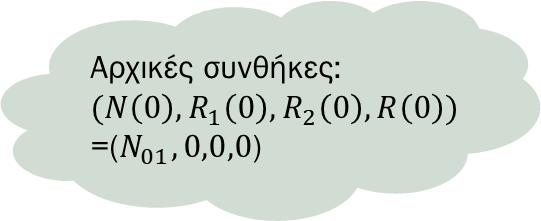 Αρχικές συνθήκες:
(𝑁(0), 𝑅₁(0), 𝑅₂(0), 𝑅(0))
=(𝑁₀₁, 0,0,0)